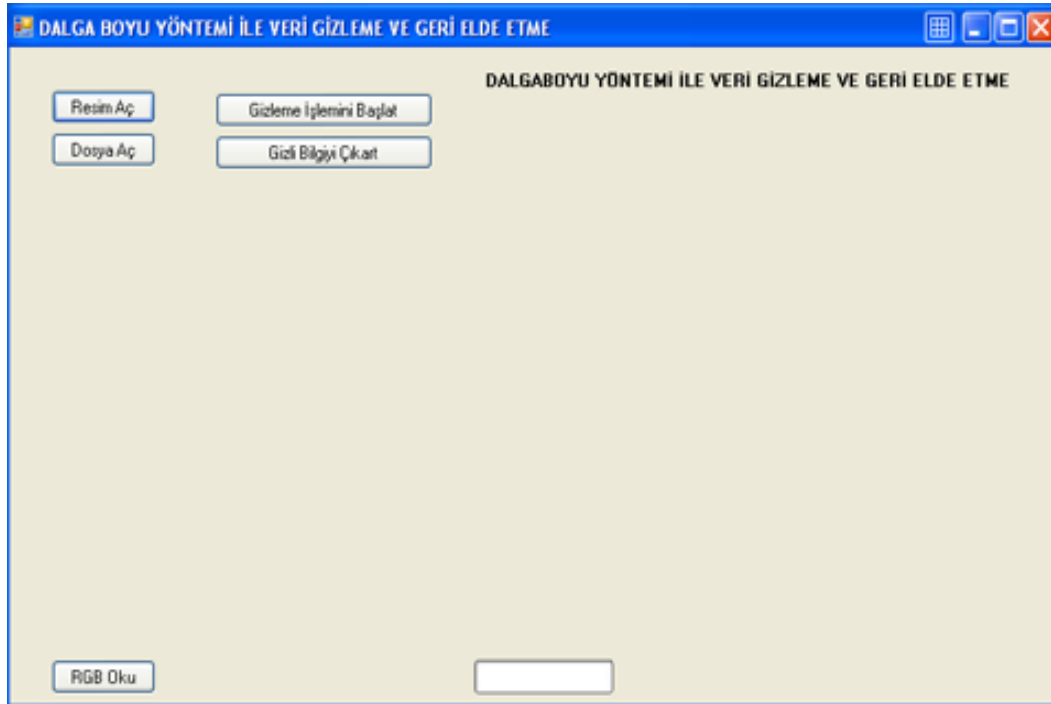 DALGA BOYU YÖNTEMİ İLE VERİ GİZLEME VE GERİ ELDE ETME
DALGABOYU YÖNTEMİ İLE VERİ GİZLEME VE GERİ ELDE ETME
Resim Aç
Gizleme İşlemini Başlat
Dosya Aç
Gizli Bilgiyi Çıkart
RGB Oku